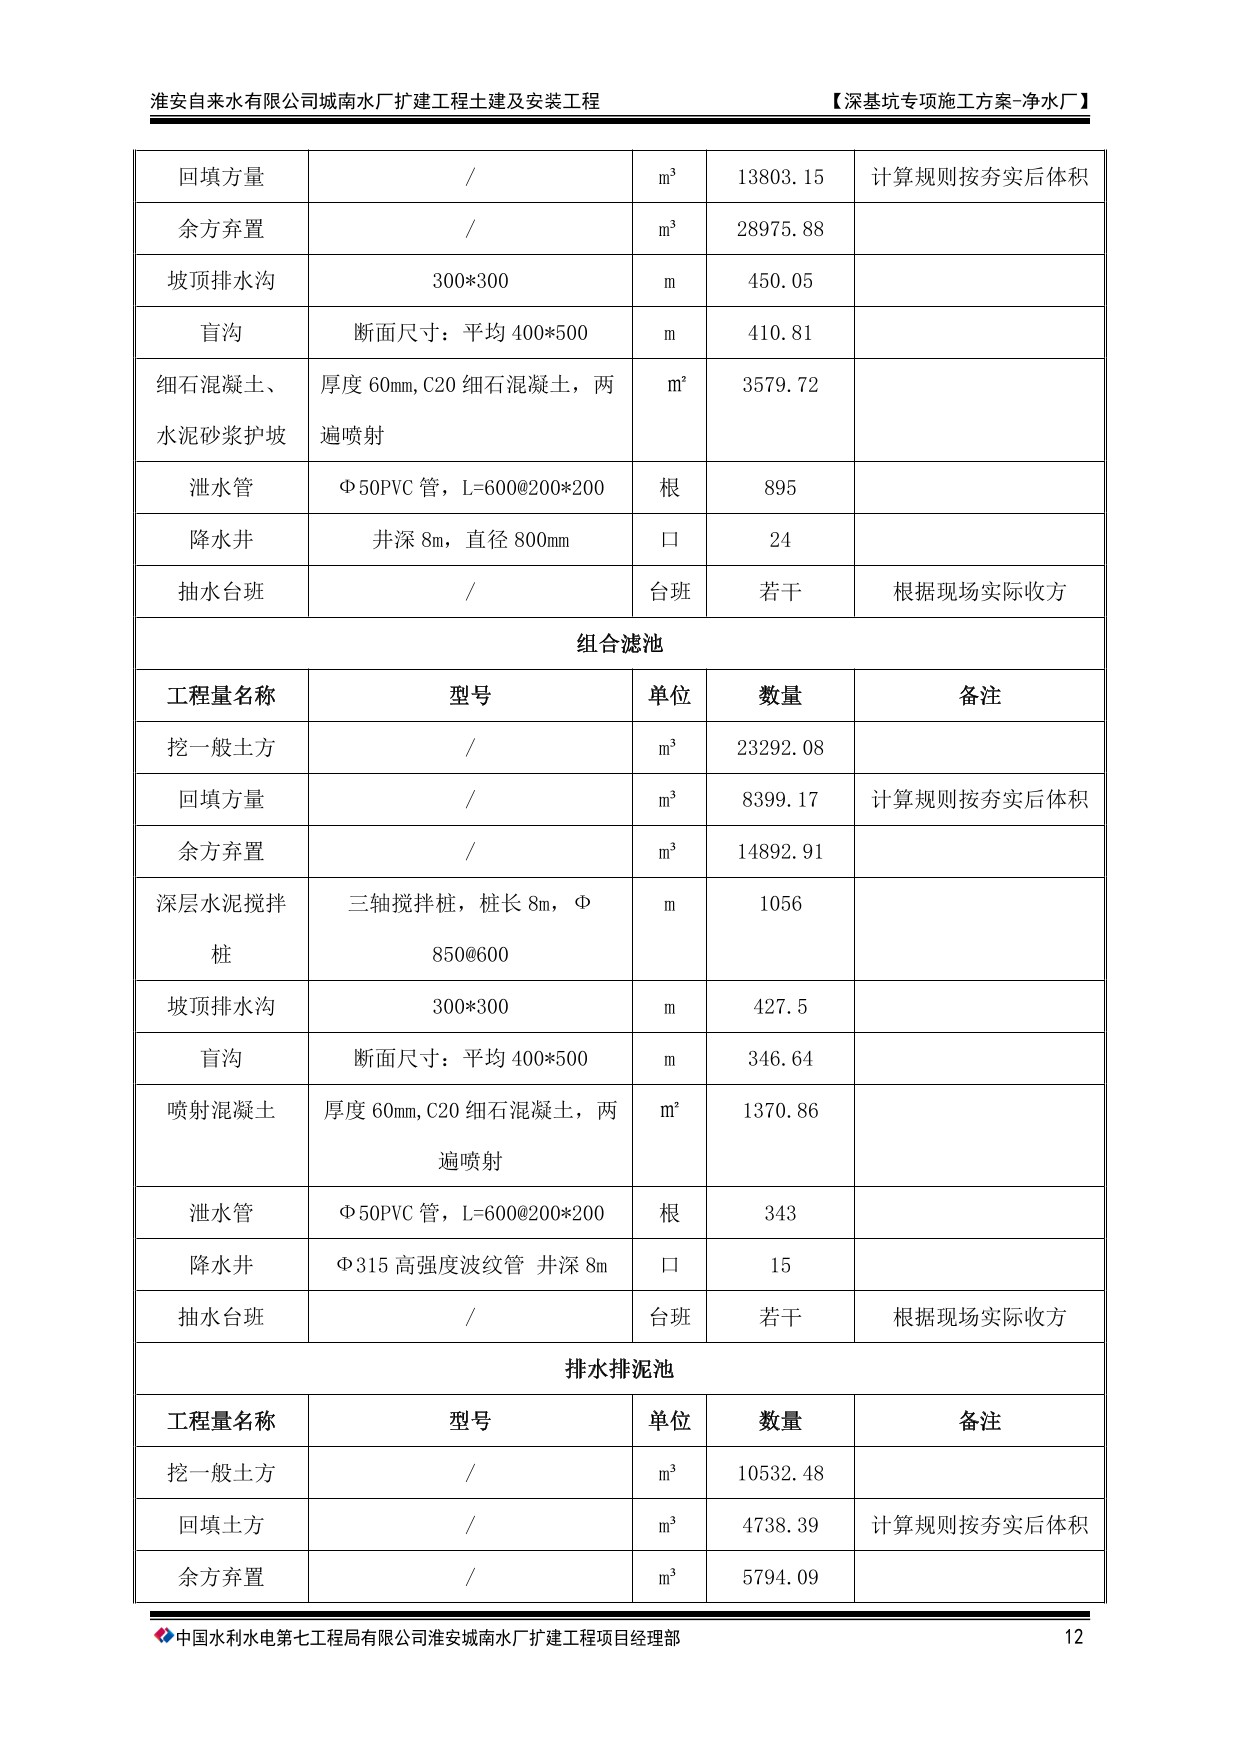 淮安自来水有限公司城南水厂扩建工程土建及安装工程 【深基坑专项施工方案-净水厂】
回填方量 / m³ 13803.15 计算规则按夯实后体积
余方弃置 / m³ 28975.88
坡顶排水沟 300*300 m 450.05
盲沟 断面尺寸：平均 400*500 m 410.81
细石混凝土、 厚度 60mm,C20 细石混凝土，两 ㎡ 3579.72
水泥砂浆护坡 遍喷射
泄水管 Φ50PVC 管，L=600@200*200 根 895
降水井 井深 8m，直径 800mm 口 24
抽水台班 / 台班 若干 根据现场实际收方
组合滤池
工程量名称 型号 单位 数量 备注
挖一般土方 / m³ 23292.08
回填方量 / m³ 8399.17 计算规则按夯实后体积
余方弃置 / m³ 14892.91
深层水泥搅拌 三轴搅拌桩，桩长 8m，Φ m 1056
桩 850@600
坡顶排水沟 300*300 m 427.5
盲沟 断面尺寸：平均 400*500 m 346.64
喷射混凝土 厚度 60mm,C20 细石混凝土，两 ㎡ 1370.86
遍喷射
泄水管 Φ50PVC 管，L=600@200*200 根 343
降水井 Φ315 高强度波纹管 井深 8m 口 15
抽水台班 / 台班 若干 根据现场实际收方
排水排泥池
工程量名称 型号 单位 数量 备注
挖一般土方 / m³ 10532.48
回填土方 / m³ 4738.39 计算规则按夯实后体积
余方弃置 / m³ 5794.09
中国水利水电第七工程局有限公司淮安城南水厂扩建工程项目经理部 12